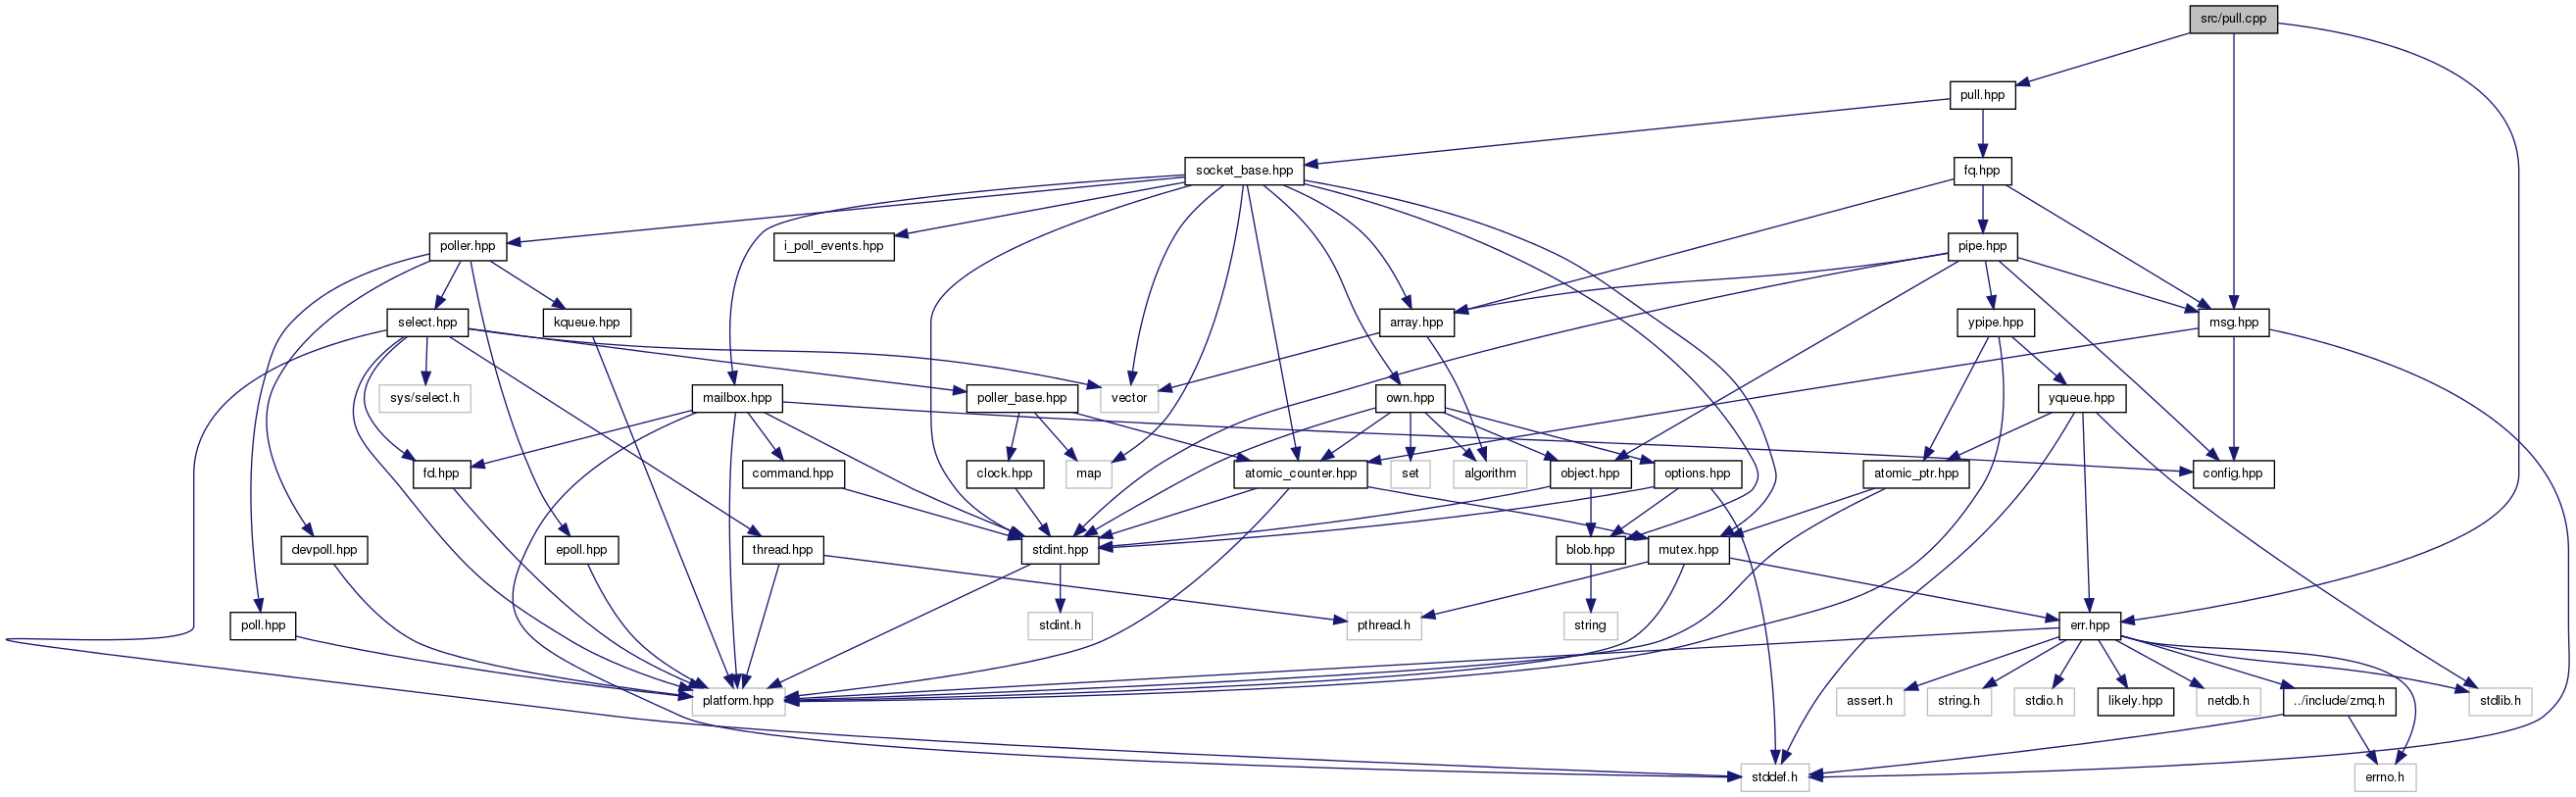 src/pull.cpp
pull.hpp
socket_base.hpp
fq.hpp
poller.hpp
i_poll_events.hpp
pipe.hpp
select.hpp
kqueue.hpp
array.hpp
ypipe.hpp
msg.hpp
sys/select.h
mailbox.hpp
poller_base.hpp
vector
own.hpp
yqueue.hpp
fd.hpp
command.hpp
clock.hpp
map
atomic_counter.hpp
set
algorithm
object.hpp
options.hpp
atomic_ptr.hpp
config.hpp
devpoll.hpp
epoll.hpp
thread.hpp
stdint.hpp
blob.hpp
mutex.hpp
poll.hpp
stdint.h
pthread.h
string
err.hpp
platform.hpp
assert.h
string.h
stdio.h
likely.hpp
netdb.h
../include/zmq.h
stdlib.h
stddef.h
errno.h